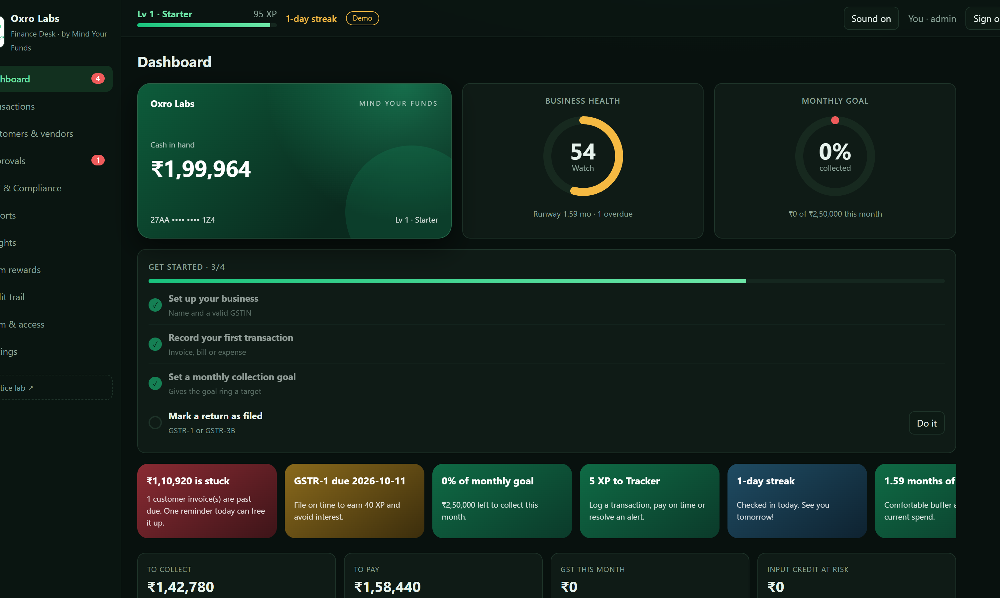 Oxro Labs
Finance Desk · by Mind Your
Funds
hboard
4
nsactions
tomers & vendors
provals
1
& Compliance
orts
ghts
m rewards
lit trail
m & access
tings
tice lab ↗
Lv 1 · Starter
95 XP
1-day streak
Demo
Sound on
You · admin
Sign o
Dashboard
Oxro Labs
MIND YOUR FUNDS
Cash in hand
₹1,99,964
27AA •••• •••• 1Z4
Lv 1 · Starter
BUSINESS HEALTH
54
Watch
Runway 1.59 mo · 1 overdue
MONTHLY GOAL
0%
collected
₹0 of ₹2,50,000 this month
GET STARTED · 3/4
✓
Set up your business
Name and a valid GSTIN
✓
Record your first transaction
Invoice, bill or expense
✓
Set a monthly collection goal
Gives the goal ring a target
Mark a return as filed
GSTR-1 or GSTR-3B
Do it
₹1,10,920 is stuck
1 customer invoice(s) are past
due. One reminder today can free
it up.
GSTR-1 due 2026-10-11
File on time to earn 40 XP and
avoid interest.
0% of monthly goal
₹2,50,000 left to collect this
month.
5 XP to Tracker
Log a transaction, pay on time or
resolve an alert.
1-day streak
Checked in today. See you
tomorrow!
1.59 months of
Comfortable buffer a
current spend.
TO COLLECT
₹1,42,780
TO PAY
₹1,58,440
GST THIS MONTH
₹0
INPUT CREDIT AT RISK
₹0